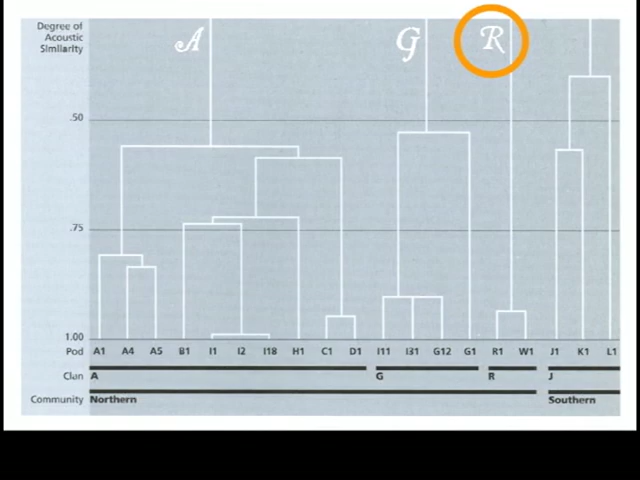 Degree of
Acoustic
Similarity
A G R
.50
.75
1.00
Pod A1 A4 A5 B1 I1 I2 I18 H1 C1 D1 I11 I31 G12 G1 R1 W1 J1 K1 L1
Clan A G R J
Community Northern Southern